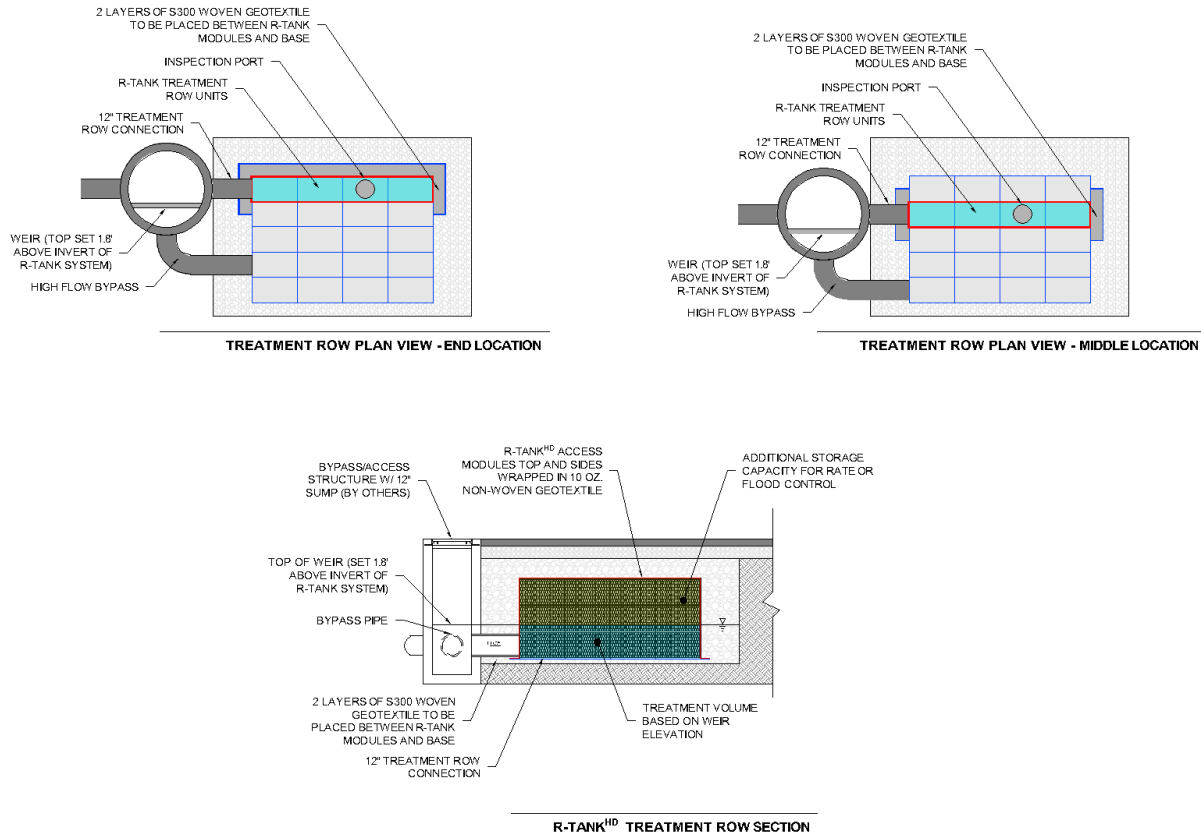 2 LAYERS OF S300 WOVEN GEOTEXTILE
TO BE PLACED BETWEEN R-TANK
MODULES AND BASE
INSPECTION PORT
R-TANK TREATMENT
ROW UNITS
12" TREATMENT
ROW CONNECTION
WEIR (TOP SET 1.8'
ABOVE INVERT OF
R-TANK SYSTEM)
HIGH FLOW BYPASS
TREATMENT ROW PLAN VIEW - END LOCATION
2 LAYERS OF S300 WOVEN GEOTEXTILE
TO BE PLACED BETWEEN R-TANK
MODULES AND BASE
INSPECTION PORT
R-TANK TREATMENT
ROW UNITS
12" TREATMENT
ROW CONNECTION
WEIR (TOP SET 1.8'
ABOVE INVERT OF
R-TANK SYSTEM)
HIGH FLOW BYPASS
TREATMENT ROW PLAN VIEW - MIDDLE LOCATION
BYPASS/ACCESS
STRUCTURE W/ 12"
SUMP (BY OTHERS)
R-TANK^HD ACCESS
MODULES TOP AND SIDES
WRAPPED IN 10 OZ.
NON-WOVEN GEOTEXTILE
ADDITIONAL STORAGE
CAPACITY FOR RATE OR
FLOOD CONTROL
TOP OF WEIR (SET 1.8'
ABOVE INVERT OF
R-TANK SYSTEM)
BYPASS PIPE
2 LAYERS OF S300 WOVEN
GEOTEXTILE TO BE
PLACED BETWEEN R-TANK
MODULES AND BASE
12" TREATMENT ROW
CONNECTION
TREATMENT VOLUME
BASED ON WEIR
ELEVATION
R-TANK^HD TREATMENT ROW SECTION